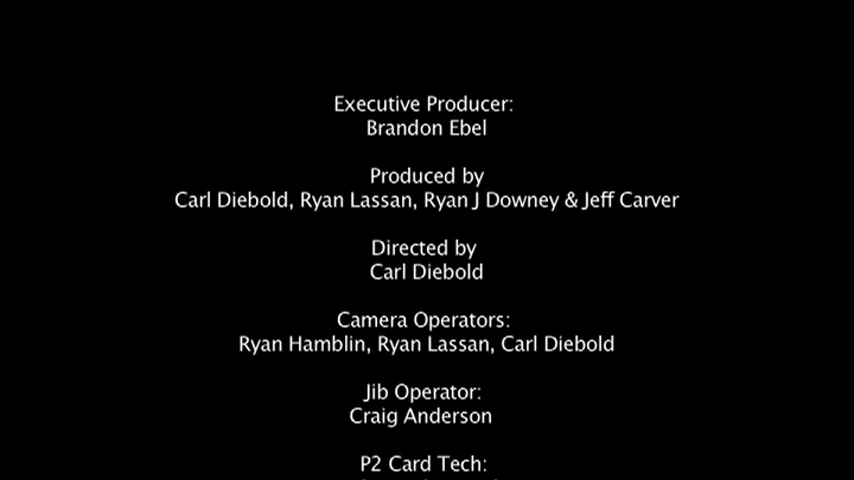 Executive Producer:
Brandon Ebel
Produced by
Carl Diebold, Ryan Lassan, Ryan J Downey & Jeff Carver
Directed by
Carl Diebold
Camera Operators:
Ryan Hamblin, Ryan Lassan, Carl Diebold
Jib Operator:
Craig Anderson
P2 Card Tech: